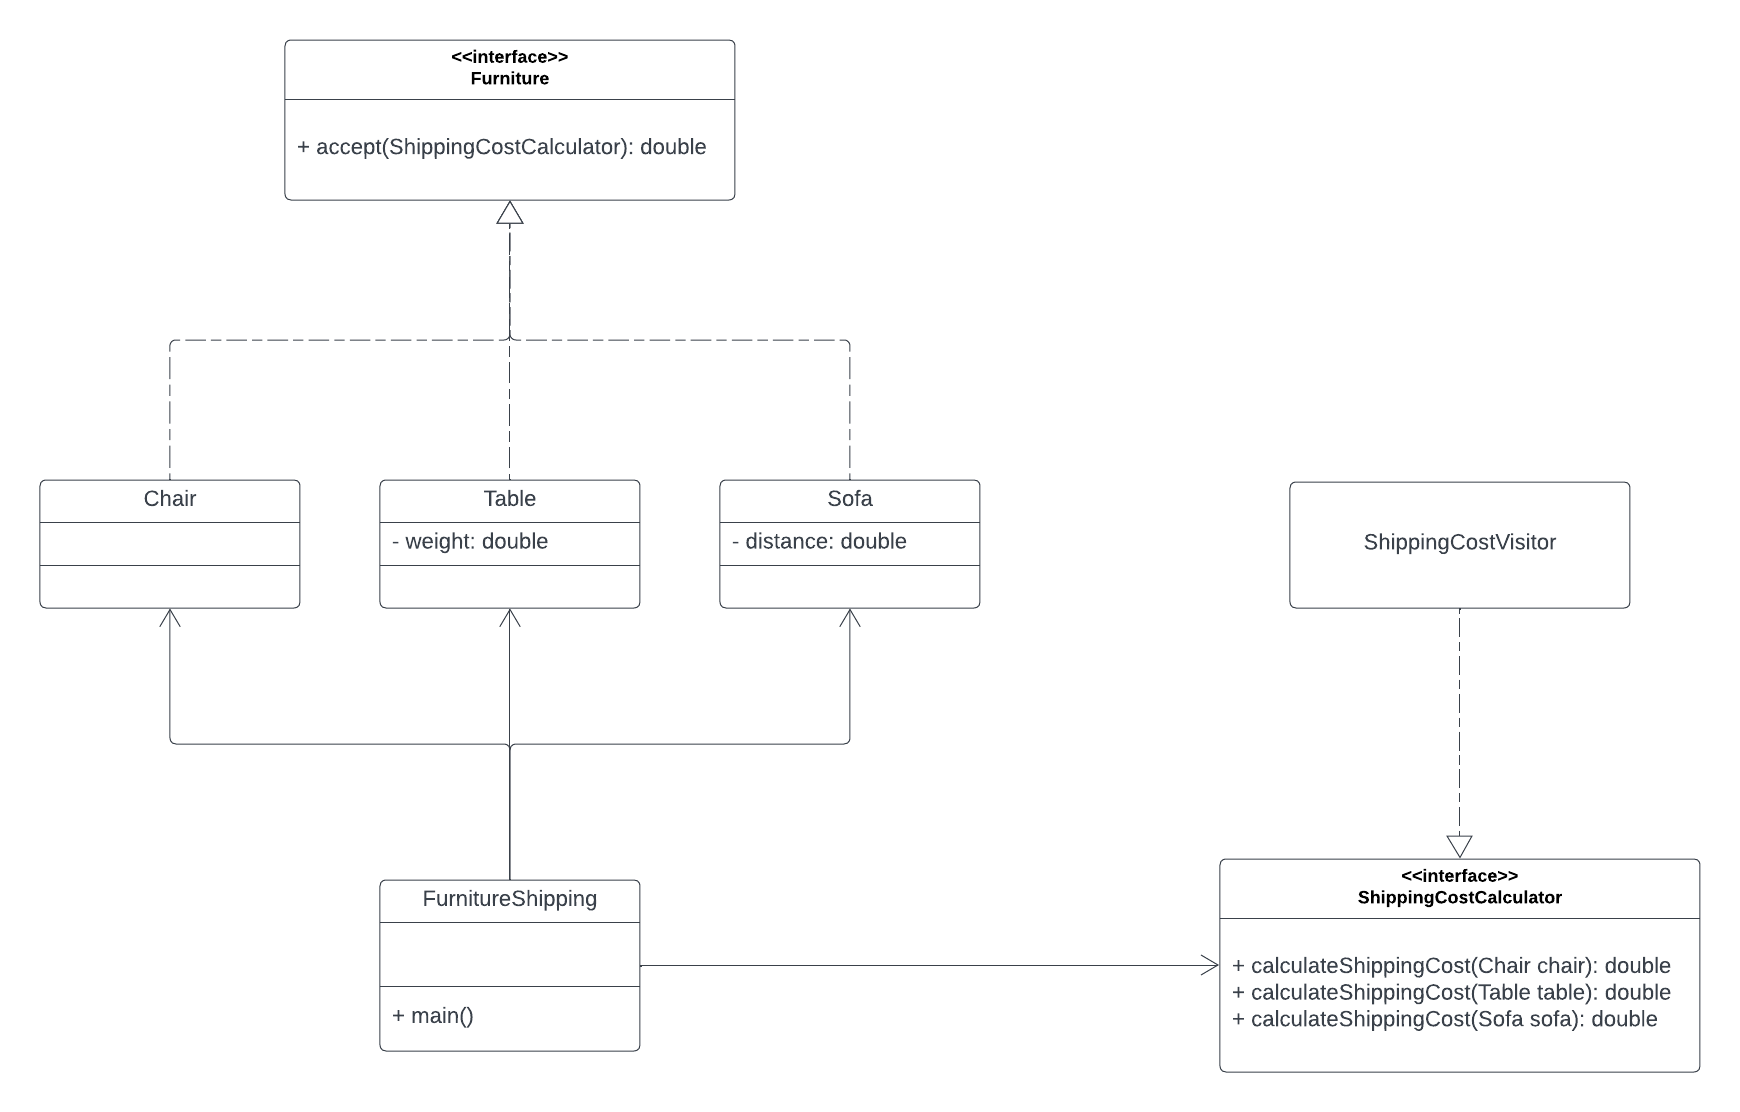 <<interface>>
Furniture
+ accept(ShippingCostCalculator): double
Chair
Table
- weight: double
Sofa
- distance: double
ShippingCostVisitor
FurnitureShipping
+ main()
<<interface>>
ShippingCostCalculator
+ calculateShippingCost(Chair chair): double
+ calculateShippingCost(Table table): double
+ calculateShippingCost(Sofa sofa): double